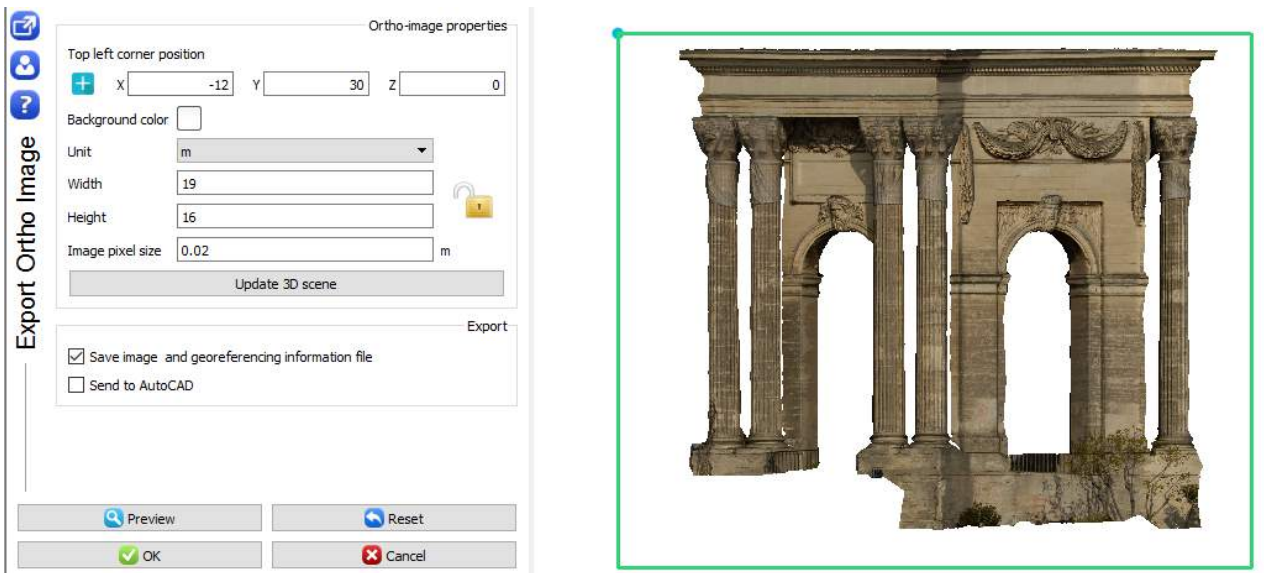 Export Ortho Image
?
Ortho-image properties
Top left corner position
X -12 Y 30 Z 0
Background color
Unit m
Width 19
Height 16
Image pixel size 0.02 m
Update 3D scene
Export
Save image and georeferencing information file
Send to AutoCAD
Preview Reset
OK Cancel